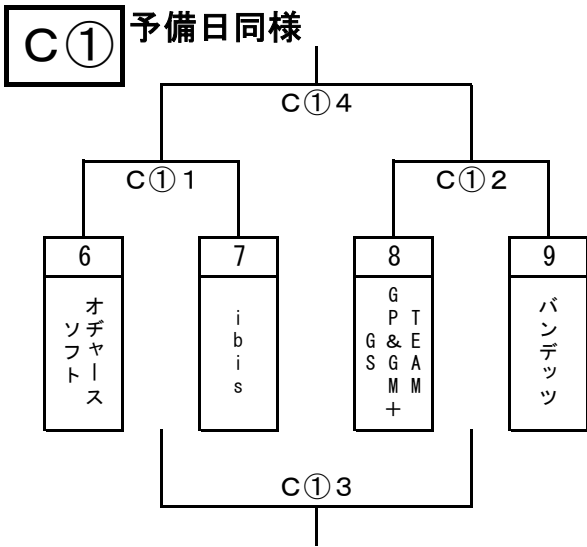 C①
予備日同様
C①4
C①1
C①2
6
7
8
9
オヂャース
ソフト
ibis
TEAM
GP&GM+
GS
バンデッツ
C①3